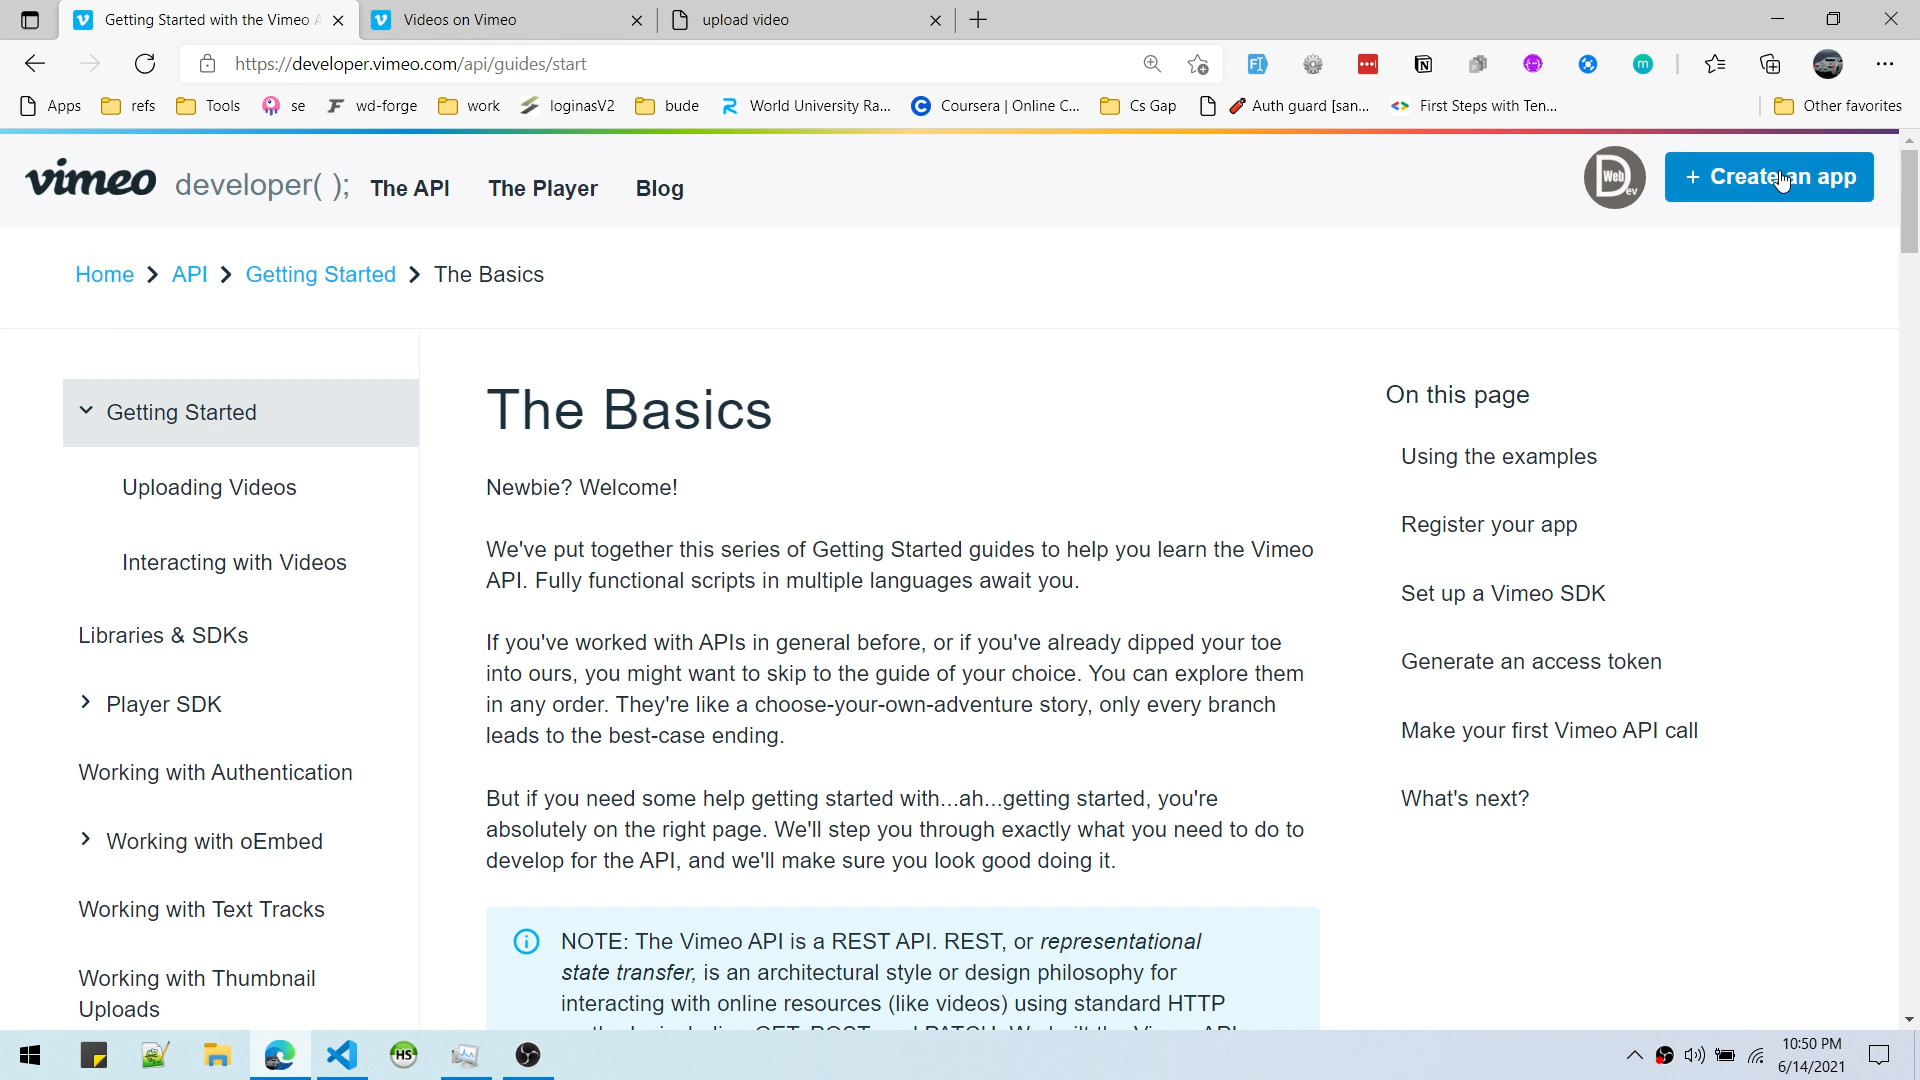 Getting Started with the Vimeo A
Videos on Vimeo
upload video
https://developer.vimeo.com/api/guides/start
Apps
refs
Tools
se
wd-forge
work
loginasV2
bude
World University Ra...
Coursera | Online C...
Cs Gap
Auth guard [san...
First Steps with Ten...
Other favorites
vimeo developer( );
The API
The Player
Blog
Web Dev
+ Create an app
Home > API > Getting Started > The Basics
Getting Started
Uploading Videos
Interacting with Videos
Libraries & SDKs
Player SDK
Working with Authentication
Working with oEmbed
Working with Text Tracks
Working with Thumbnail
Uploads
The Basics
Newbie? Welcome!
We've put together this series of Getting Started guides to help you learn the Vimeo
API. Fully functional scripts in multiple languages await you.
If you've worked with APIs in general before, or if you've already dipped your toe
into ours, you might want to skip to the guide of your choice. You can explore them
in any order. They're like a choose-your-own-adventure story, only every branch
leads to the best-case ending.
But if you need some help getting started with...ah...getting started, you're
absolutely on the right page. We'll step you through exactly what you need to do to
develop for the API, and we'll make sure you look good doing it.
NOTE: The Vimeo API is a REST API. REST, or representational
state transfer, is an architectural style or design philosophy for
interacting with online resources (like videos) using standard HTTP
On this page
Using the examples
Register your app
Set up a Vimeo SDK
Generate an access token
Make your first Vimeo API call
What's next?
HS
10:50 PM
6/14/2021